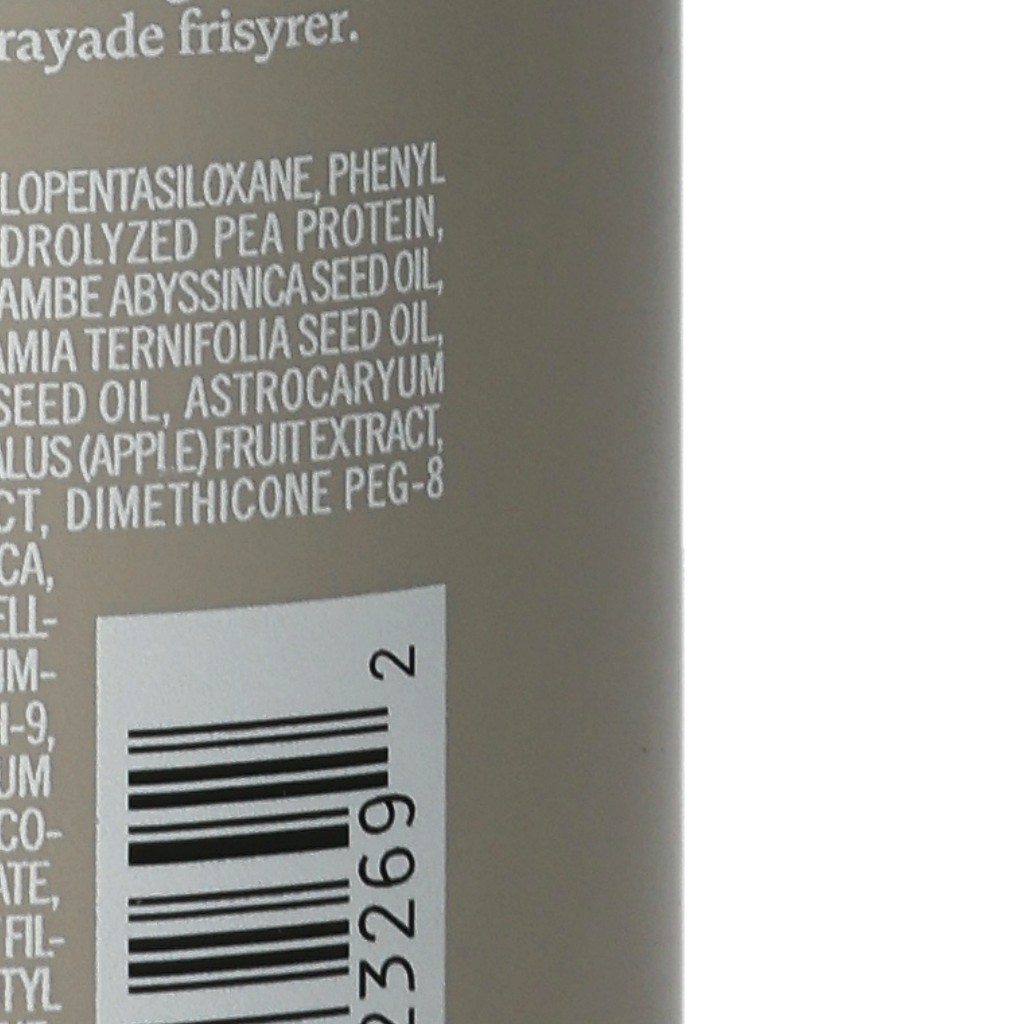 rayade frisyrer.
LOPENTASILOXANE, PHENYL
DROLYZED PEA PROTEIN,
AMBE ABYSSINICA SEED OIL,
AMIA TERNIFOLIA SEED OIL,
SEED OIL, ASTROCARYUM
ALUS (APPLE) FRUIT EXTRACT,
CT, DIMETHICONE PEG-8
CA,
ELL-
UM-
H-9,
UM
CO-
ATE,
FIL-
TYL
23269 2